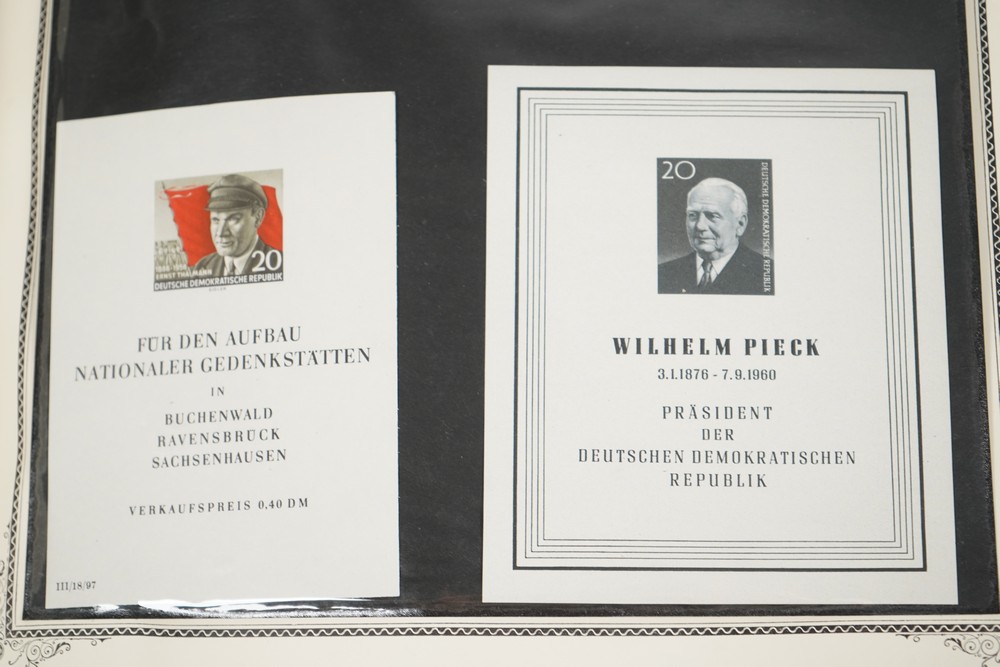 1886 - 1956
ERNST THÄLMANN
20
DEUTSCHE DEMOKRATISCHE REPUBLIK
FÜR DEN AUFBAU
NATIONALER GEDENKSTÄTTEN
IN
BUCHENWALD
RAVENSBRÜCK
SACHSENHAUSEN
VERKAUFSPREIS 0,40 DM
III/18/97
20
DEUTSCHE DEMOKRATISCHE REPUBLIK
WILHELM PIECK
3.1.1876 - 7.9.1960
PRÄSIDENT
DER
DEUTSCHEN DEMOKRATISCHEN
REPUBLIK